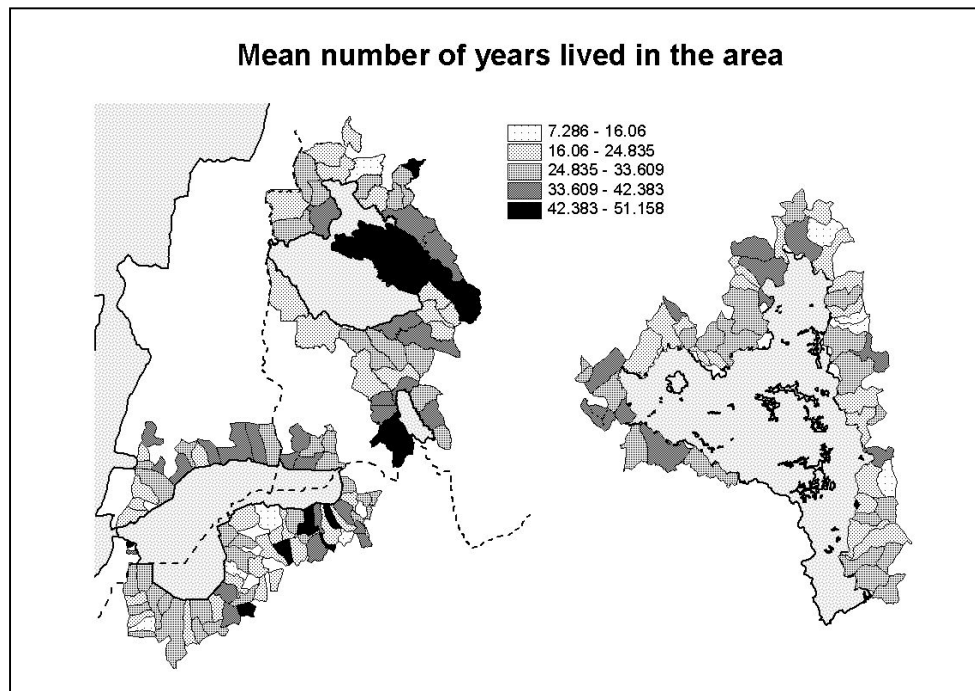 Mean number of years lived in the area
7.286 - 16.06
16.06 - 24.835
24.835 - 33.609
33.609 - 42.383
42.383 - 51.158